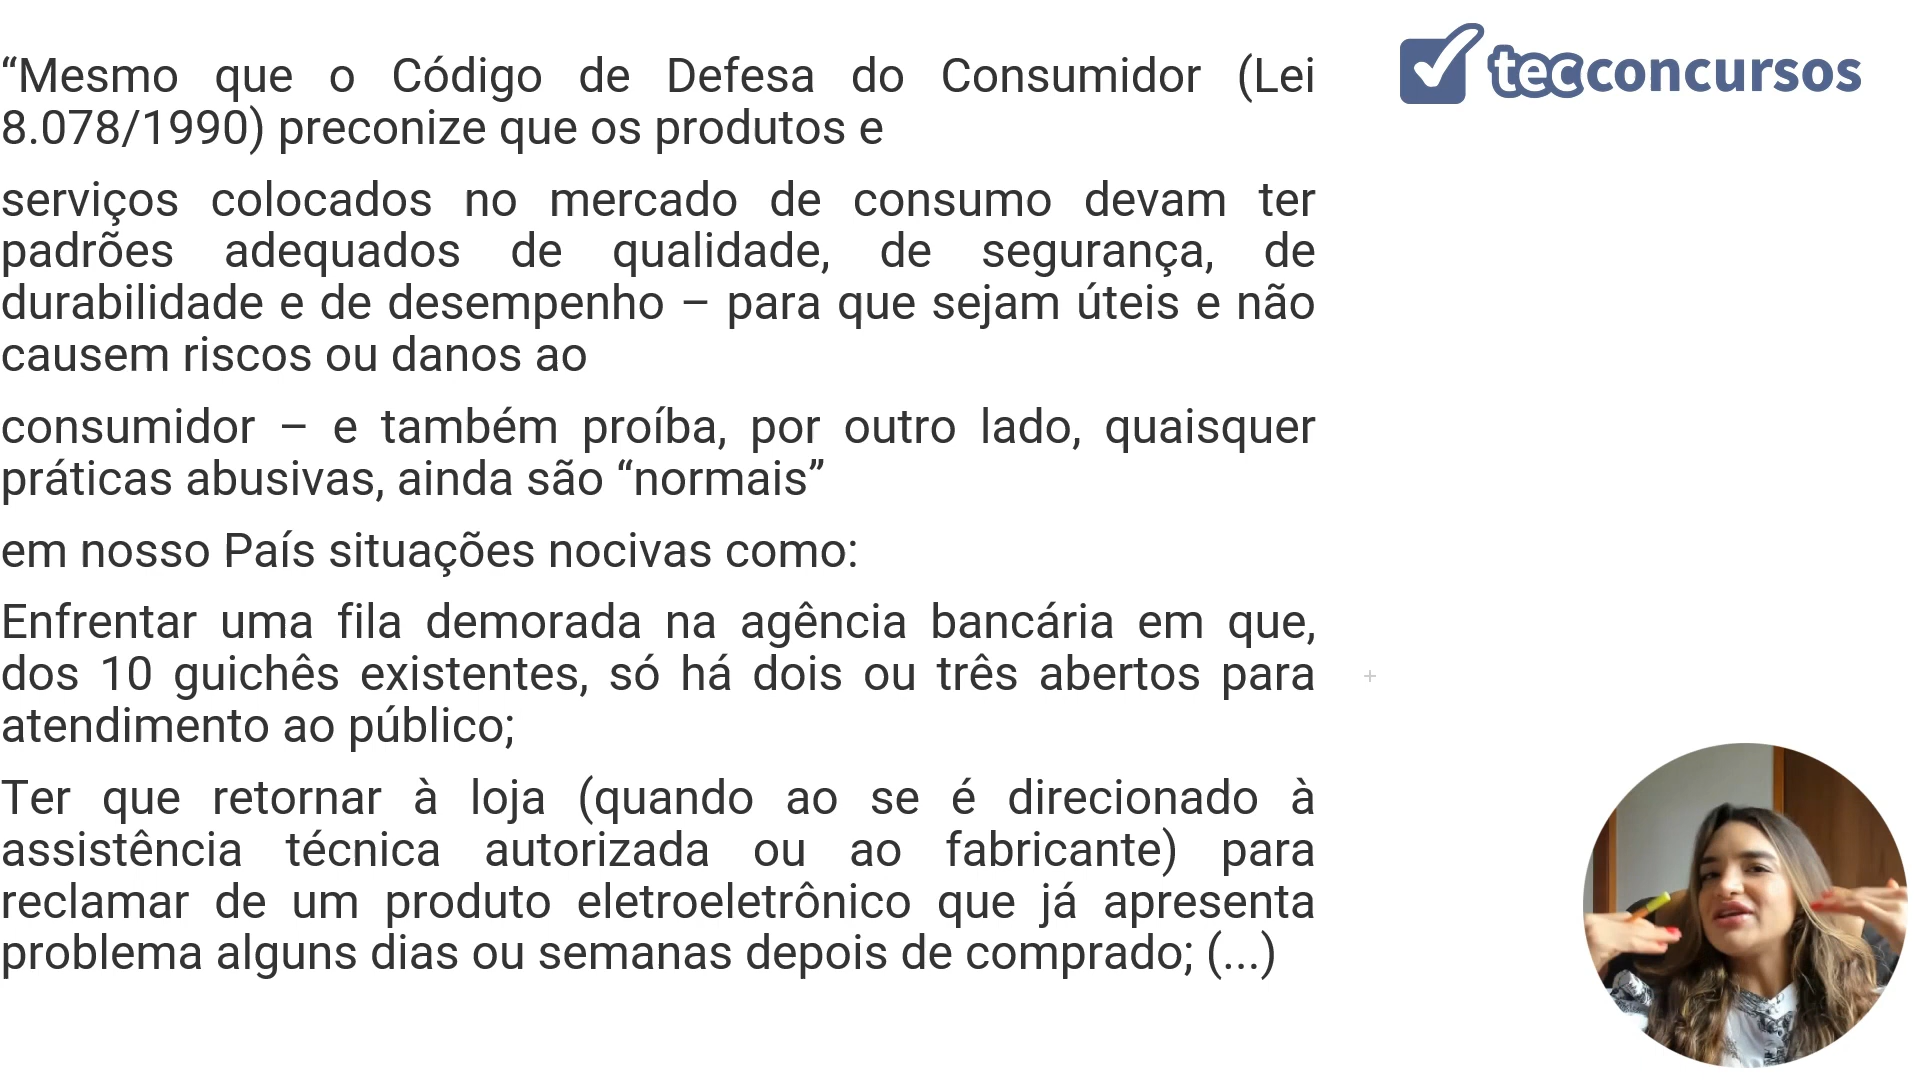 “Mesmo que o Código de Defesa do Consumidor (Lei
8.078/1990) preconize que os produtos e
serviços colocados no mercado de consumo devam ter
padrões adequados de qualidade, de segurança, de
durabilidade e de desempenho – para que sejam úteis e não
causem riscos ou danos ao
consumidor – e também proíba, por outro lado, quaisquer
práticas abusivas, ainda são “normais”
em nosso País situações nocivas como:
Enfrentar uma fila demorada na agência bancária em que,
dos 10 guichês existentes, só há dois ou três abertos para
atendimento ao público;
Ter que retornar à loja (quando ao se é direcionado à
assistência técnica autorizada ou ao fabricante) para
reclamar de um produto eletroeletrônico que já apresenta
problema alguns dias ou semanas depois de comprado; (...)
tecconcursos